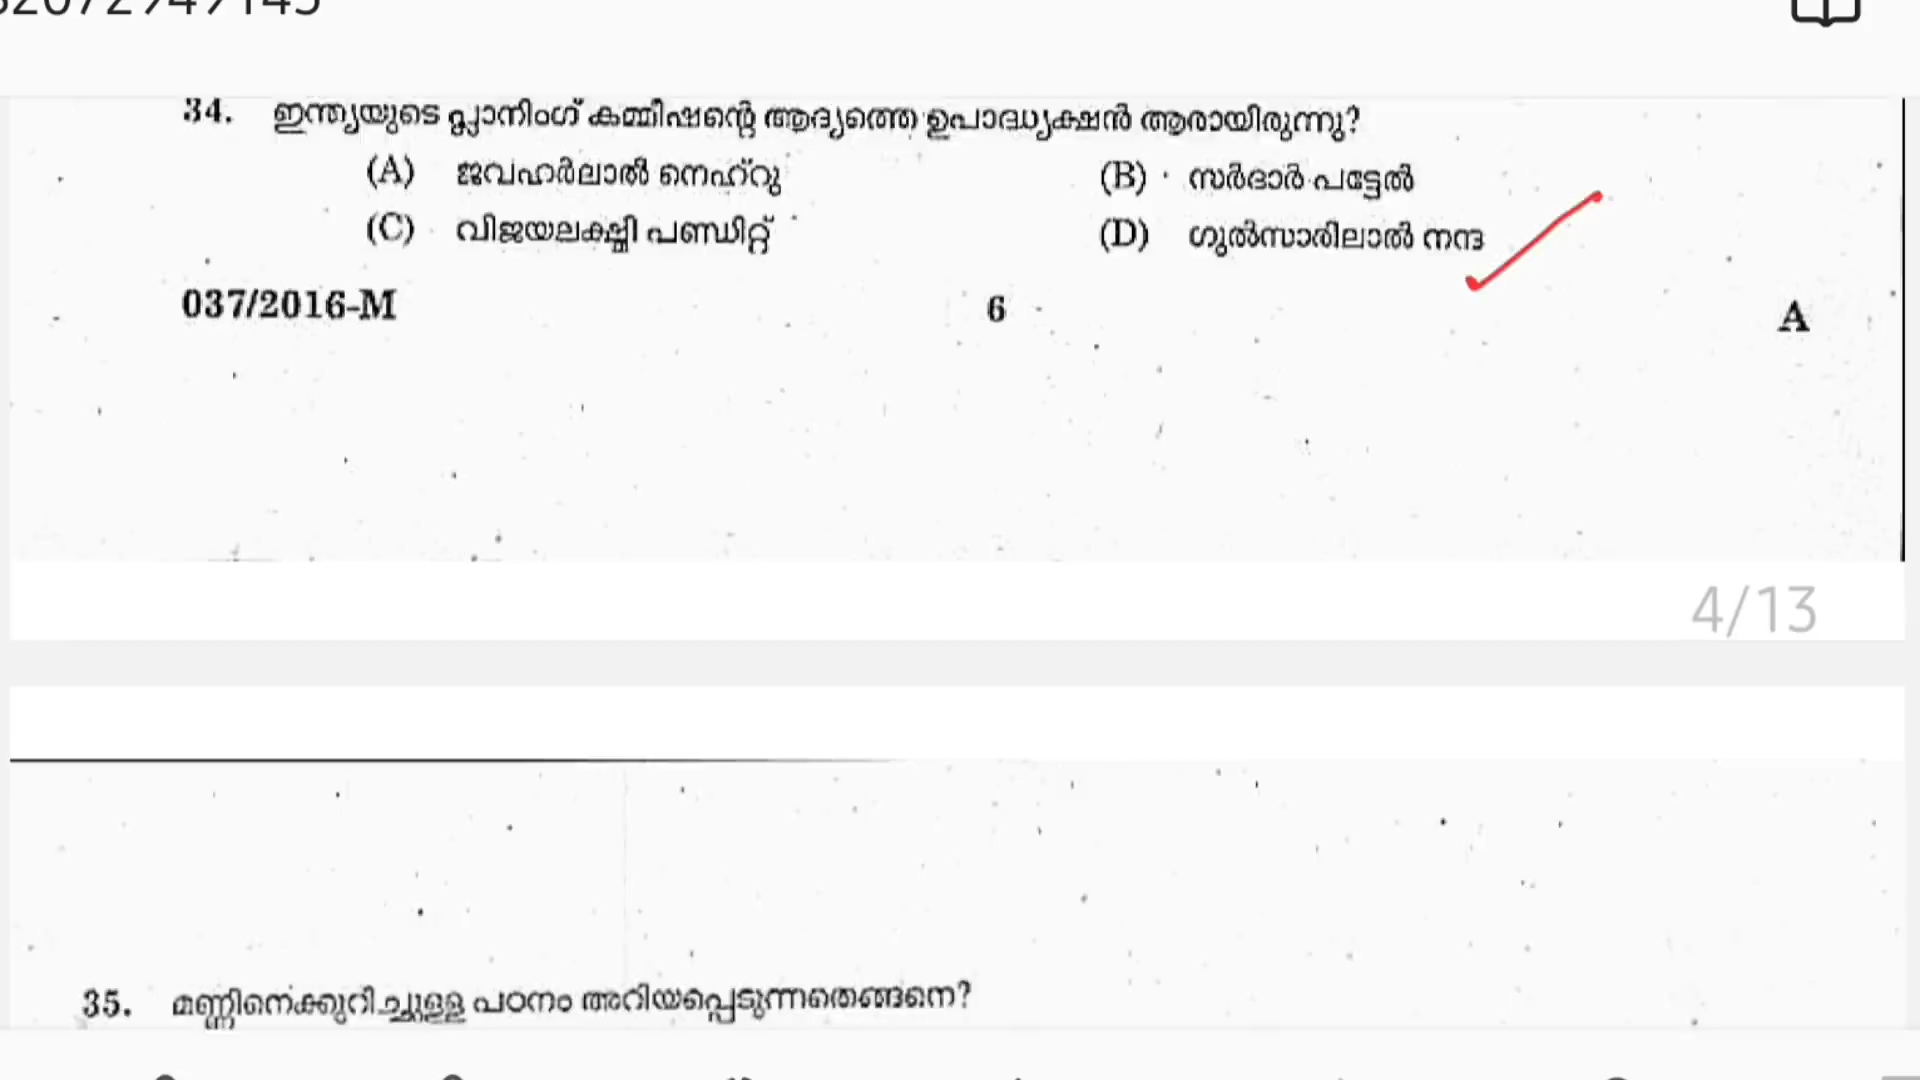 34. ഇന്ത്യയുടെ പ്ലാനിംഗ് കമ്മീഷന്റെ ആദ്യത്തെ ഉപാദ്ധ്യക്ഷൻ ആരായിരുന്നു?
(A) ജവഹർലാൽ നെഹ്റു (B) സർദാർ പട്ടേൽ
(C) വിജയലക്ഷ്മി പണ്ഡിറ്റ് (D) ഗുൽസാരിലാൽ നന്ദ
037/2016-M 6 A
4/13
35. മണ്ണിനെക്കുറിച്ചുള്ള പഠനം അറിയപ്പെടുന്നതെങ്ങനെ?